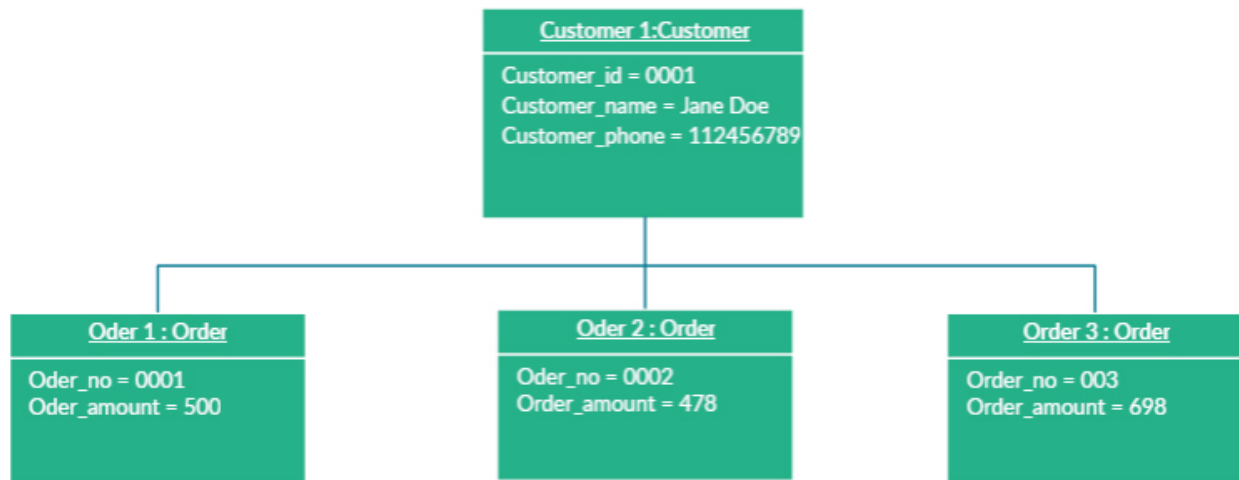 Customer 1:Customer
Customer_id = 0001
Customer_name = Jane Doe
Customer_phone = 112456789
Oder 1 : Order
Oder_no = 0001
Oder_amount = 500
Oder 2 : Order
Oder_no = 0002
Order_amount = 478
Order 3 : Order
Order_no = 003
Order_amount = 698